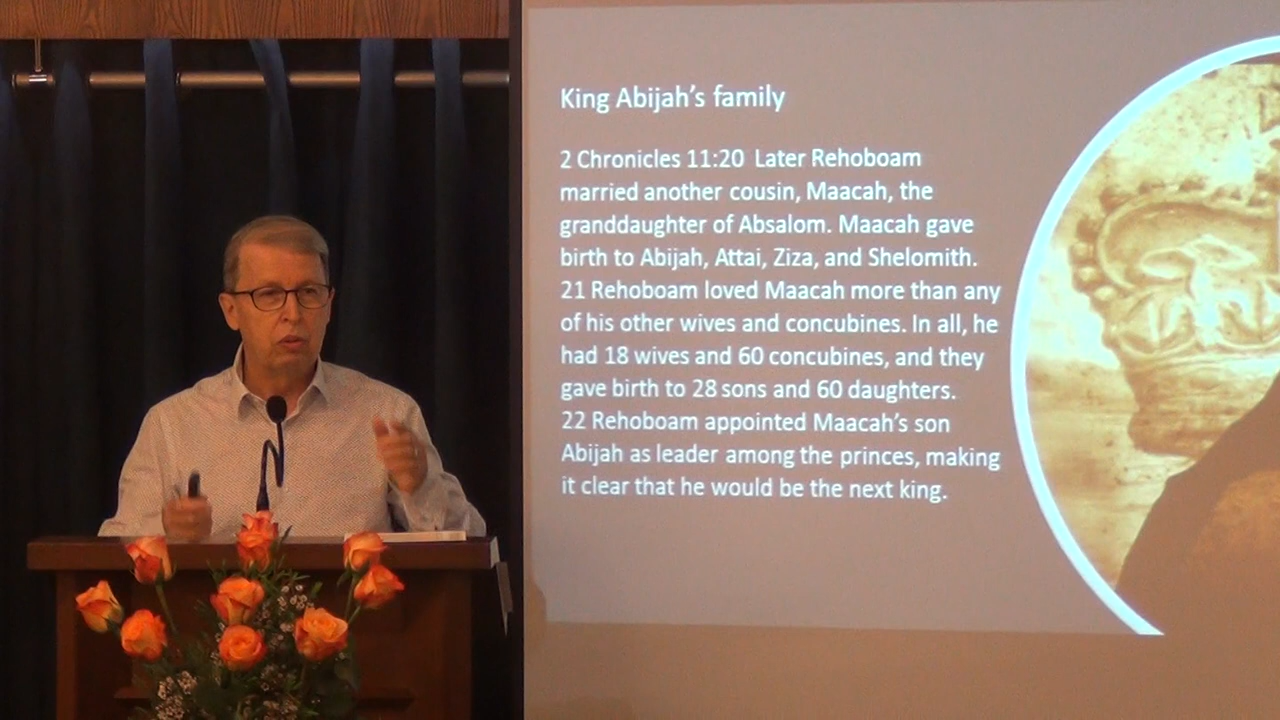 King Abijah’s family
2 Chronicles 11:20  Later Rehoboam
married another cousin, Maacah, the
granddaughter of Absalom. Maacah gave
birth to Abijah, Attai, Ziza, and Shelomith.
21 Rehoboam loved Maacah more than any
of his other wives and concubines. In all, he
had 18 wives and 60 concubines, and they
gave birth to 28 sons and 60 daughters.
22 Rehoboam appointed Maacah’s son
Abijah as leader among the princes, making
it clear that he would be the next king.